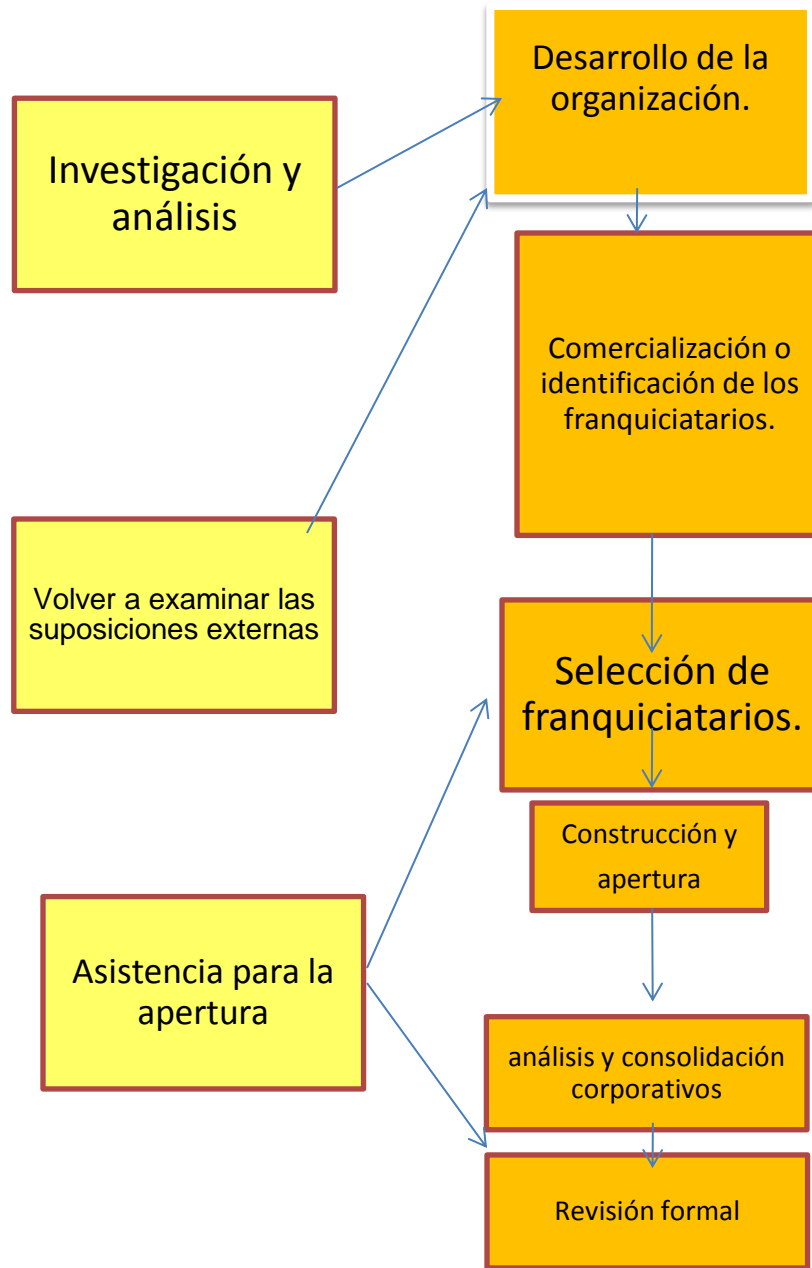 Desarrollo de la
organización.
Investigación y
análisis
Comercialización o
identificación de los
franquiciatarios.
Volver a examinar las
suposiciones externas
Selección de
franquiciatarios.
Construcción y
apertura
Asistencia para la
apertura
análisis y consolidación
corporativos
Revisión formal